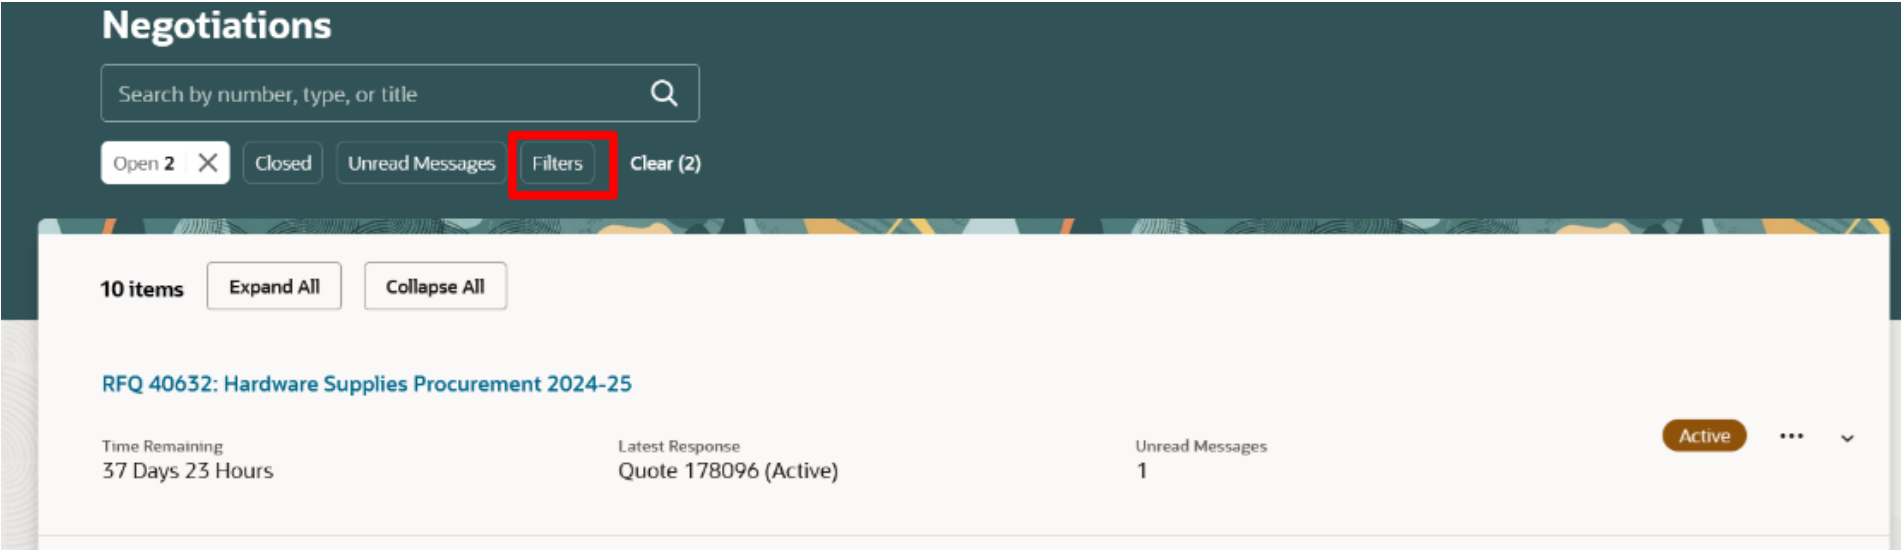 Negotiations
Search by number, type, or title
Open 2 Closed Unread Messages Filters Clear (2)
10 items Expand All Collapse All
RFQ 40632: Hardware Supplies Procurement 2024-25
Time Remaining Latest Response Unread Messages Active
37 Days 23 Hours Quote 178096 (Active) 1